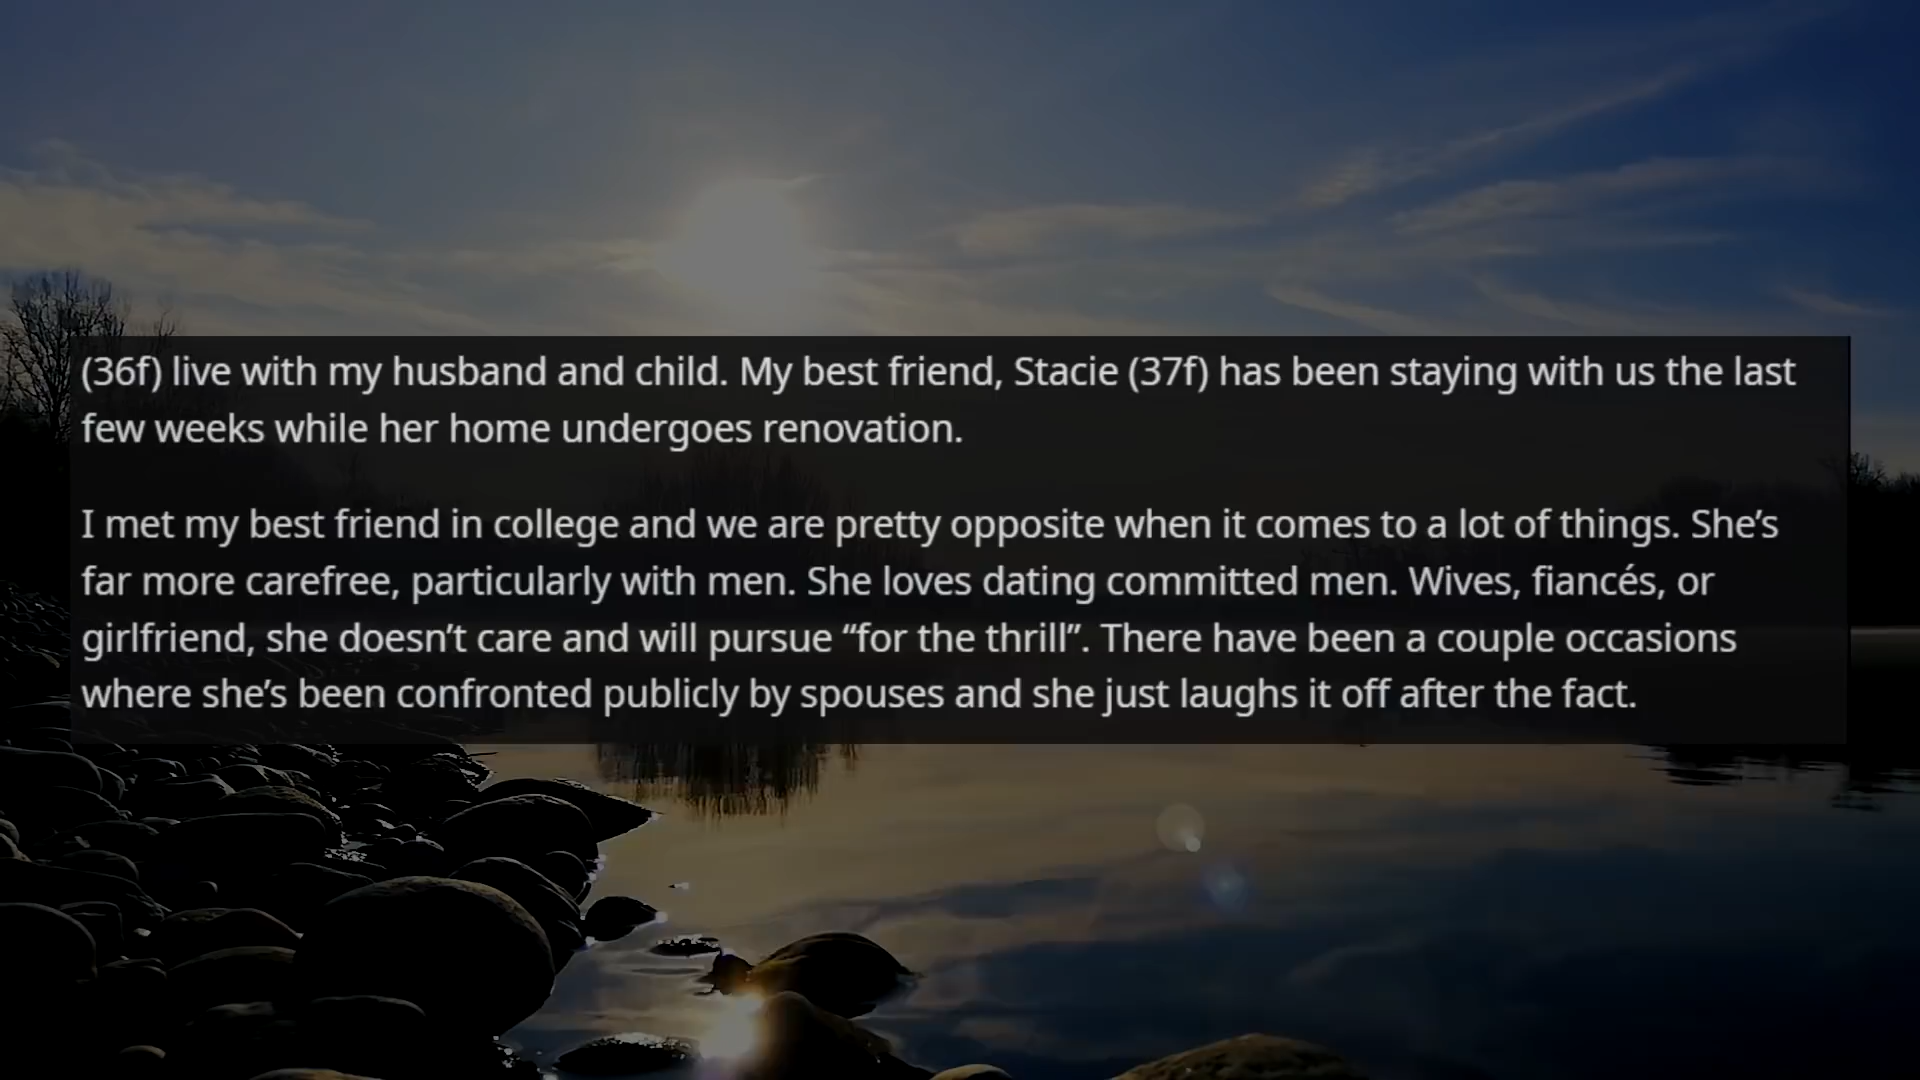 (36f) live with my husband and child. My best friend, Stacie (37f) has been staying with us the last
few weeks while her home undergoes renovation.
I met my best friend in college and we are pretty opposite when it comes to a lot of things. She’s
far more carefree, particularly with men. She loves dating committed men. Wives, fiancés, or
girlfriend, she doesn’t care and will pursue “for the thrill”. There have been a couple occasions
where she’s been confronted publicly by spouses and she just laughs it off after the fact.